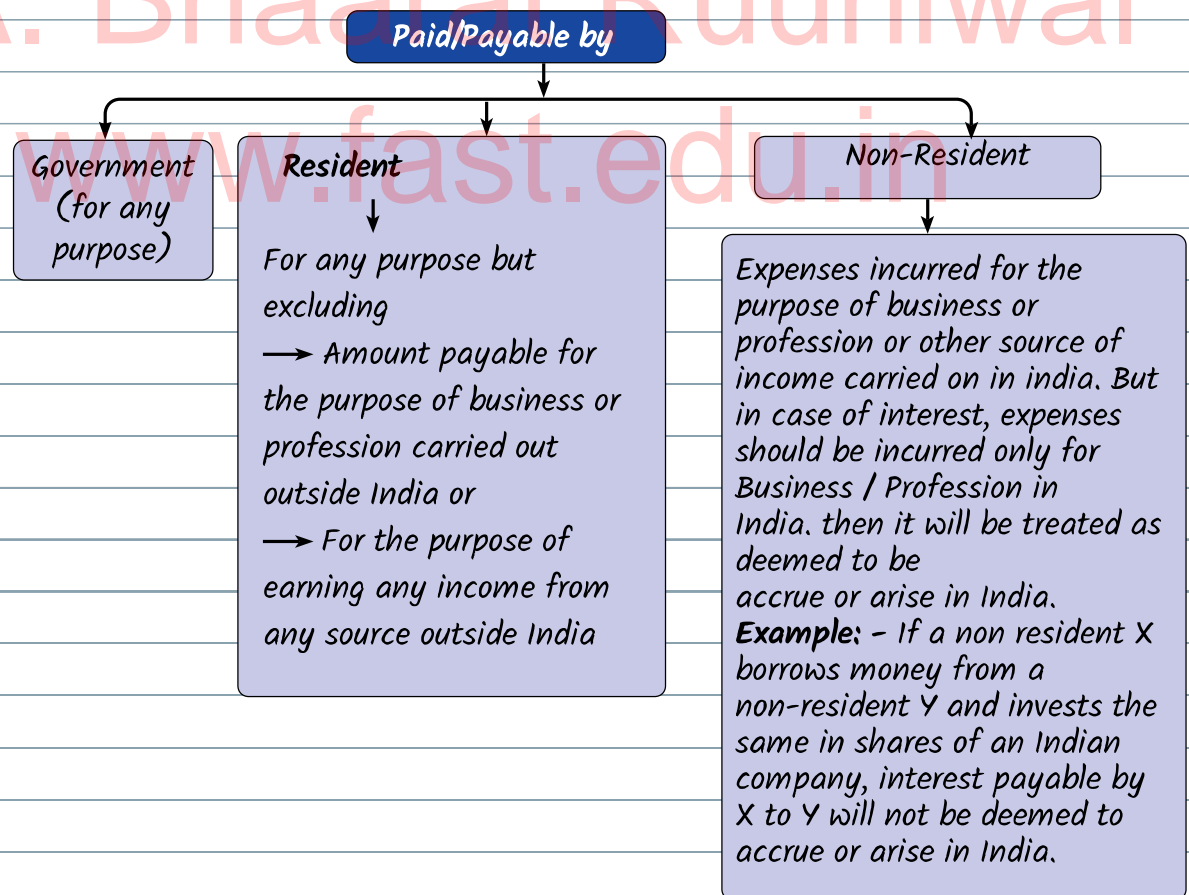 A. Bhaarat Kudhiwal
Paid/Payable by
www.fast.edu.in
Government
(for any
purpose)
Resident
For any purpose but
excluding
Amount payable for
the purpose of business or
profession carried out
outside India or
For the purpose of
earning any income from
any source outside India
Non-Resident
Expenses incurred for the
purpose of business or
profession or other source of
income carried on in india. But
in case of interest, expenses
should be incurred only for
Business / Profession in
India. then it will be treated as
deemed to be
accrue or arise in India.
Example: - If a non resident X
borrows money from a
non-resident Y and invests the
same in shares of an Indian
company, interest payable by
X to Y will not be deemed to
accrue or arise in India.